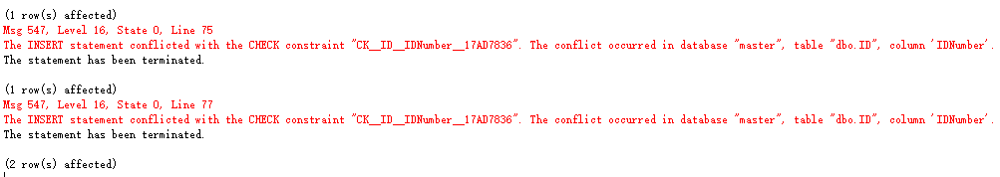 (1 row(s) affected)
Msg 547, Level 16, State 0, Line 75
The INSERT statement conflicted with the CHECK constraint "CK__ID__IDNumber__17AD7836". The conflict occurred in database "master", table "dbo.ID", column 'IDNumber'.
The statement has been terminated.
(1 row(s) affected)
Msg 547, Level 16, State 0, Line 77
The INSERT statement conflicted with the CHECK constraint "CK__ID__IDNumber__17AD7836". The conflict occurred in database "master", table "dbo.ID", column 'IDNumber'.
The statement has been terminated.
(2 row(s) affected)